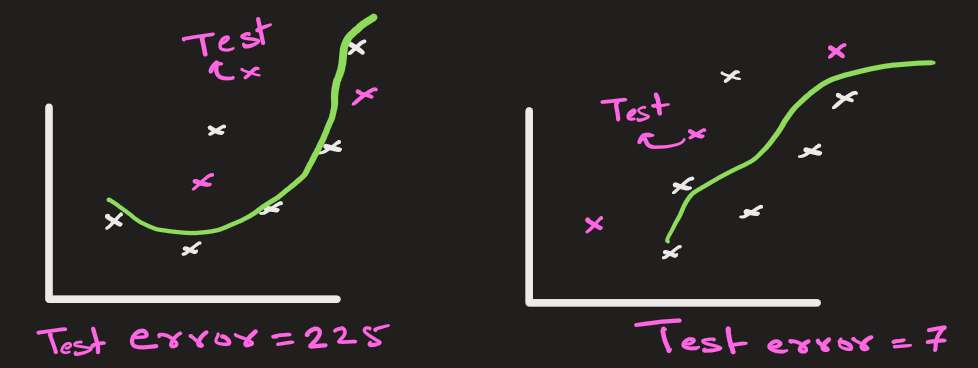 Test
Test error = 225
Test
Test error = 7